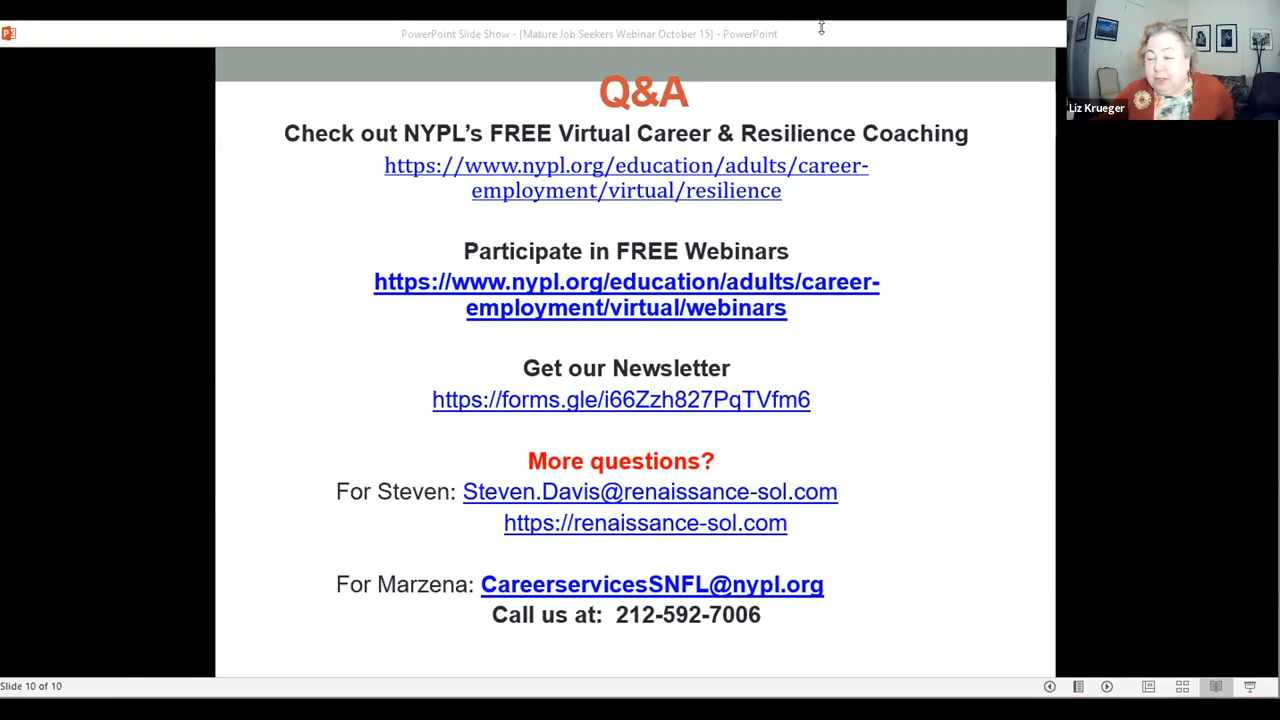 PowerPoint Slide Show - [Mature Job Seekers Webinar October 15] - PowerPoint
Liz Krueger
Q&A
Check out NYPL’s FREE Virtual Career & Resilience Coaching
https://www.nypl.org/education/adults/career-
employment/virtual/resilience
Participate in FREE Webinars
https://www.nypl.org/education/adults/career-
employment/virtual/webinars
Get our Newsletter
https://forms.gle/i66Zzh827PqTVfm6
More questions?
For Steven: Steven.Davis@renaissance-sol.com
https://renaissance-sol.com
For Marzena: CareerservicesSNFL@nypl.org
Call us at: 212-592-7006
Slide 10 of 10